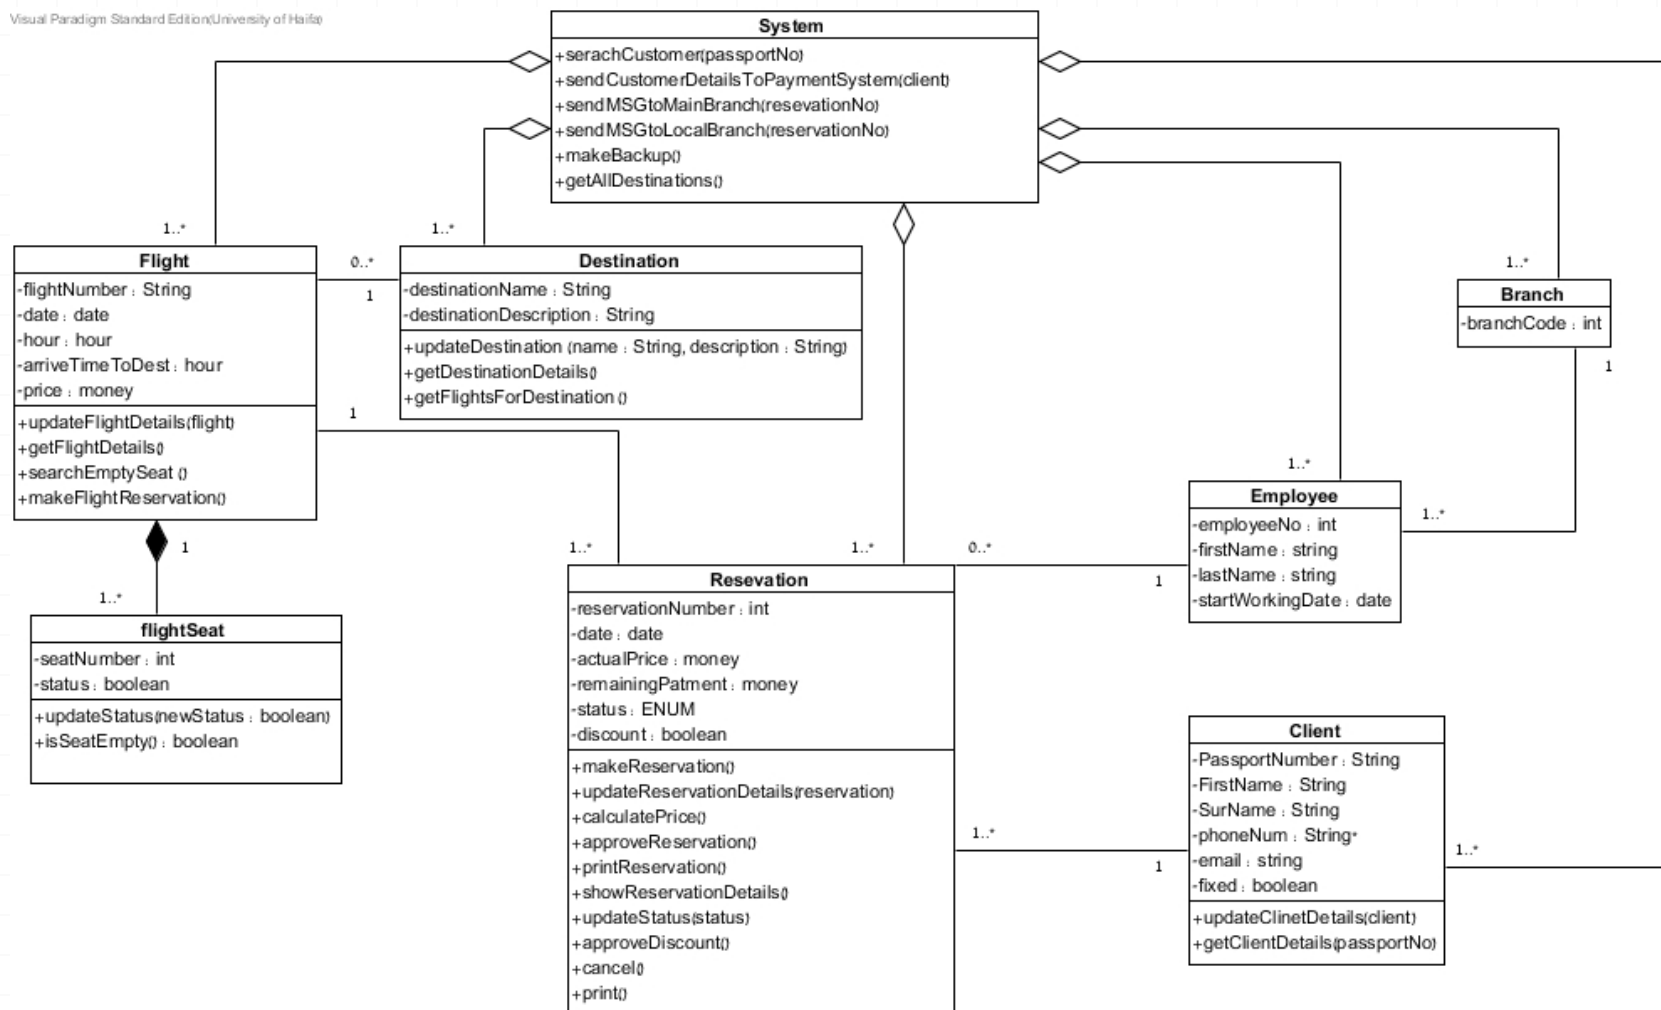 Visual Paradigm Standard Edition(University of Haifa)
System
+serachCustomer(passportNo)
+sendCustomerDetailsToPaymentSystem(client)
+sendMSGtoMainBranch(resevationNo)
+sendMSGtoLocalBranch(reservationNo)
+makeBackup()
+getAllDestinations()
1..*
1..*
Flight
-flightNumber : String
-date : date
-hour : hour
-arriveTimeToDest : hour
-price : money
+updateFlightDetails(flight)
+getFlightDetails()
+searchEmptySeat ()
+makeFlightReservation()
0..*
1
Destination
-destinationName : String
-destinationDescription : String
+updateDestination (name : String, description : String)
+getDestinationDetails()
+getFlightsForDestination ()
1..*
Branch
-branchCode : int
1
1
1..*
Employee
-employeeNo : int
-firstName : string
-lastName : string
-startWorkingDate : date
1..*
1
1..*
flightSeat
-seatNumber : int
-status : boolean
+updateStatus(newStatus : boolean)
+isSeatEmpty() : boolean
1..*
1..*
0..*
1
Resevation
-reservationNumber : int
-date : date
-actualPrice : money
-remainingPatment : money
-status : ENUM
-discount : boolean
+makeReservation()
+updateReservationDetails(reservation)
+calculatePrice()
+approveReservation()
+printReservation()
+showReservationDetails()
+updateStatus(status)
+approveDiscount()
+cancel()
+print()
1..*
1
Client
-PassportNumber : String
-FirstName : String
-SurName : String
-phoneNum : String*
-email : string
-fixed : boolean
+updateClinetDetails(client)
+getClientDetails(passportNo)
1..*